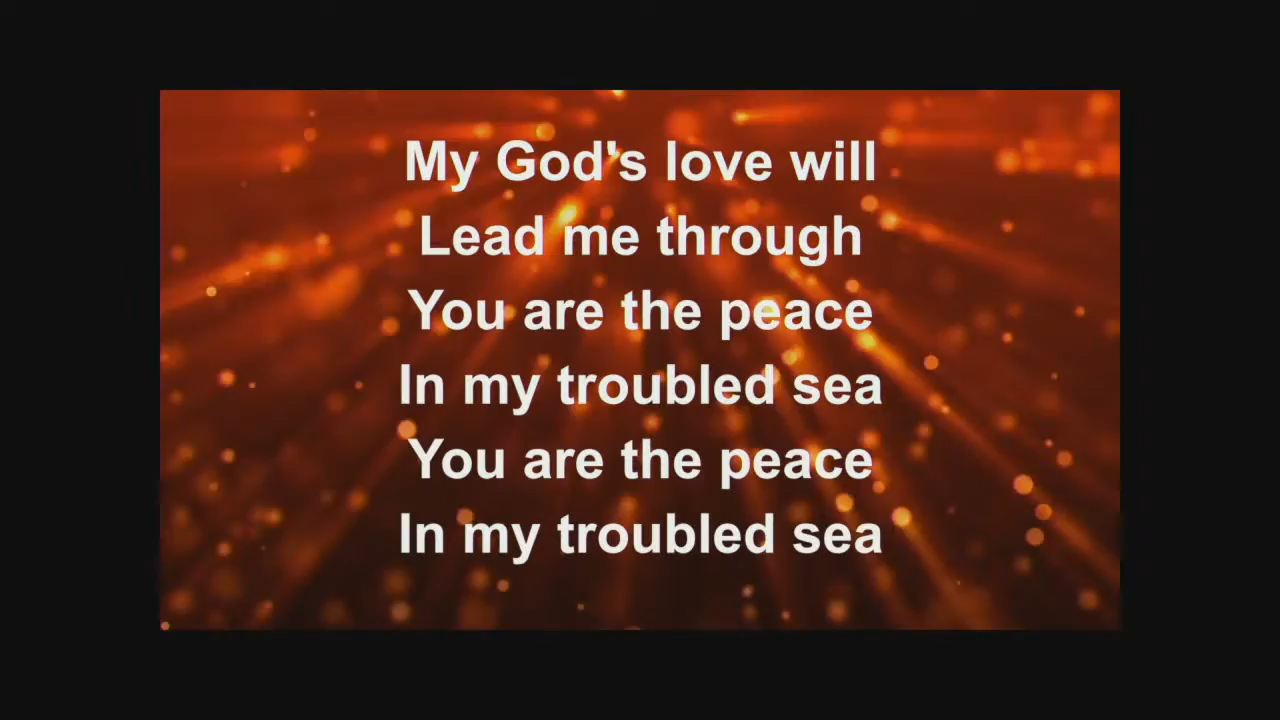 My God's love will
Lead me through
You are the peace
In my troubled sea
You are the peace
In my troubled sea